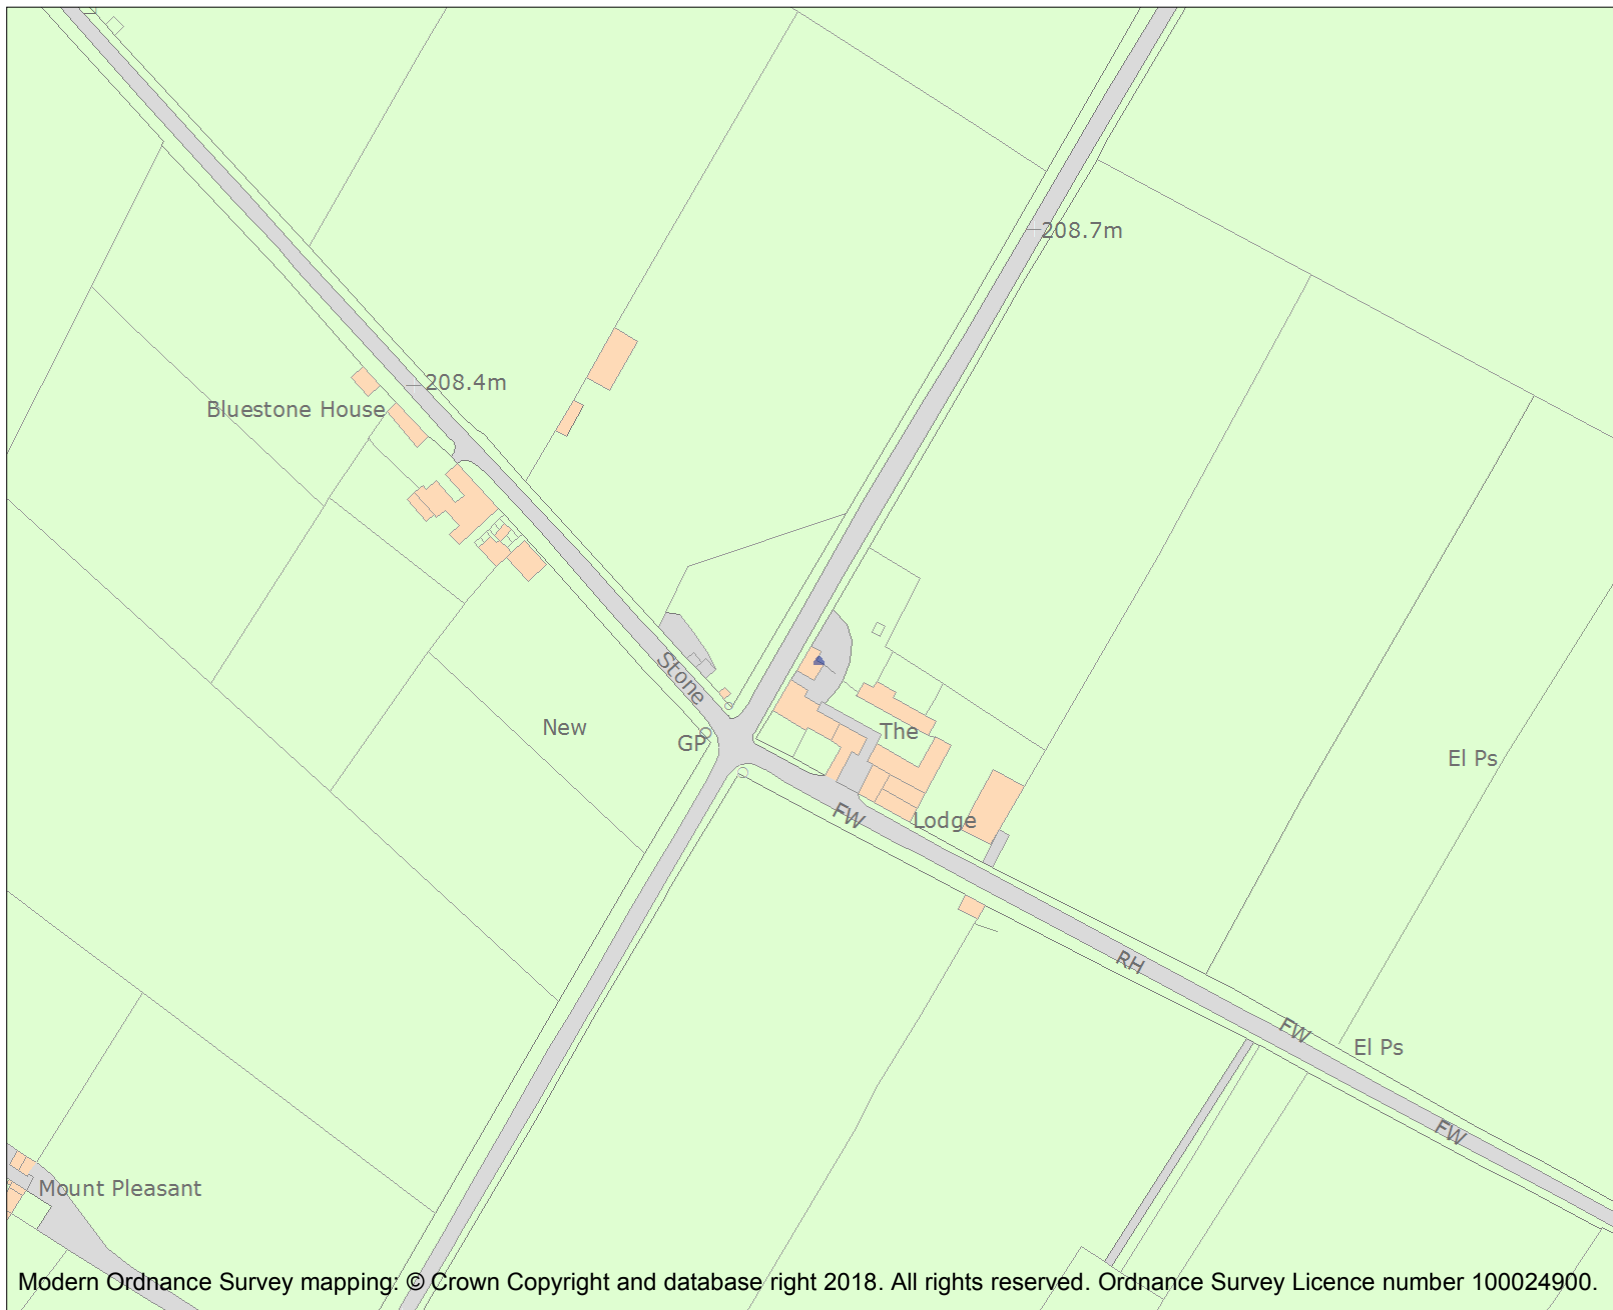 208.7m
208.4m
Bluestone House
Stone
New
GP
The
El Ps
FW
Lodge
RH
FW
El Ps
FW
Mount Pleasant
Modern Ordnance Survey mapping: © Crown Copyright and database right 2018. All rights reserved. Ordnance Survey Licence number 100024900.